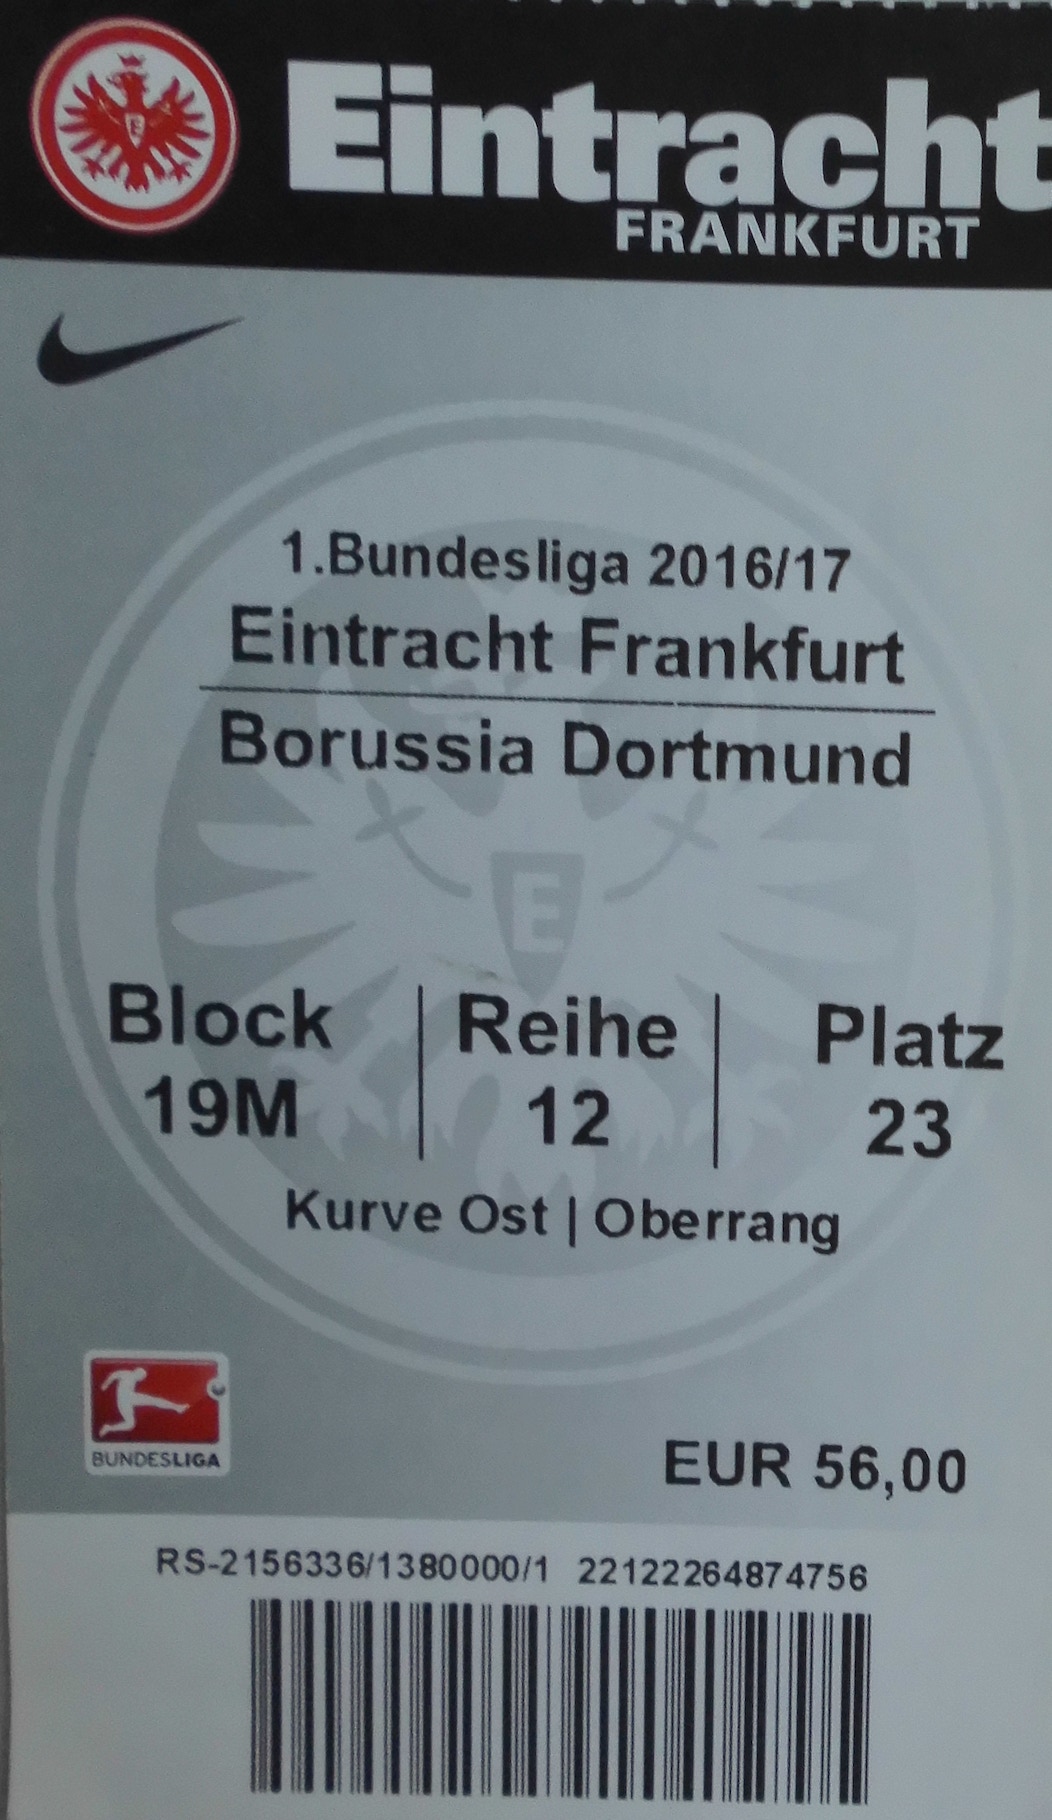 Eintracht
FRANKFURT
1.Bundesliga 2016/17
Eintracht Frankfurt
Borussia Dortmund
E
Block | Reihe | Platz
19M | 12 | 23
Kurve Ost | Oberrang
BUNDESLIGA
EUR 56,00
RS-2156336/1380000/1 22122264874756